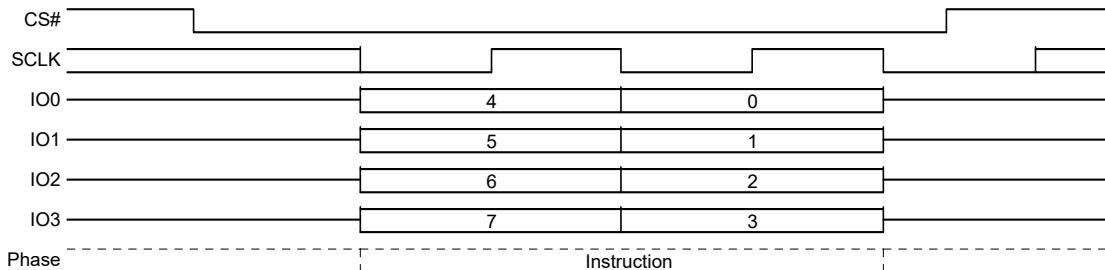 CS#
SCLK
IO0 4 0
IO1 5 1
IO2 6 2
IO3 7 3
Phase Instruction